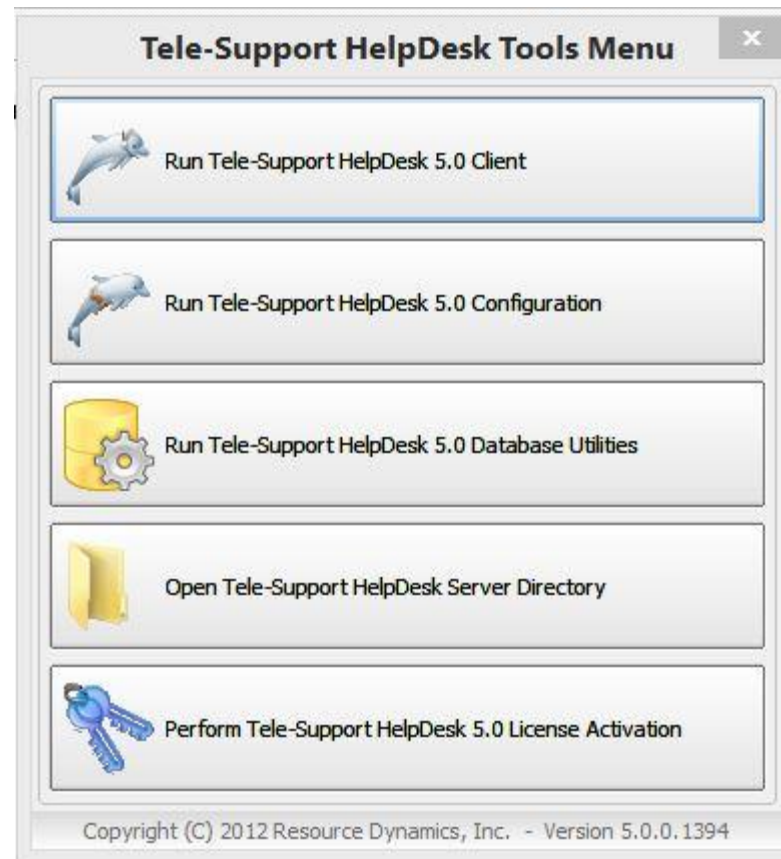 Tele-Support HelpDesk Tools Menu
Run Tele-Support HelpDesk 5.0 Client
Run Tele-Support HelpDesk 5.0 Configuration
Run Tele-Support HelpDesk 5.0 Database Utilities
Open Tele-Support HelpDesk Server Directory
Perform Tele-Support HelpDesk 5.0 License Activation
Copyright (C) 2012 Resource Dynamics, Inc. - Version 5.0.0.1394